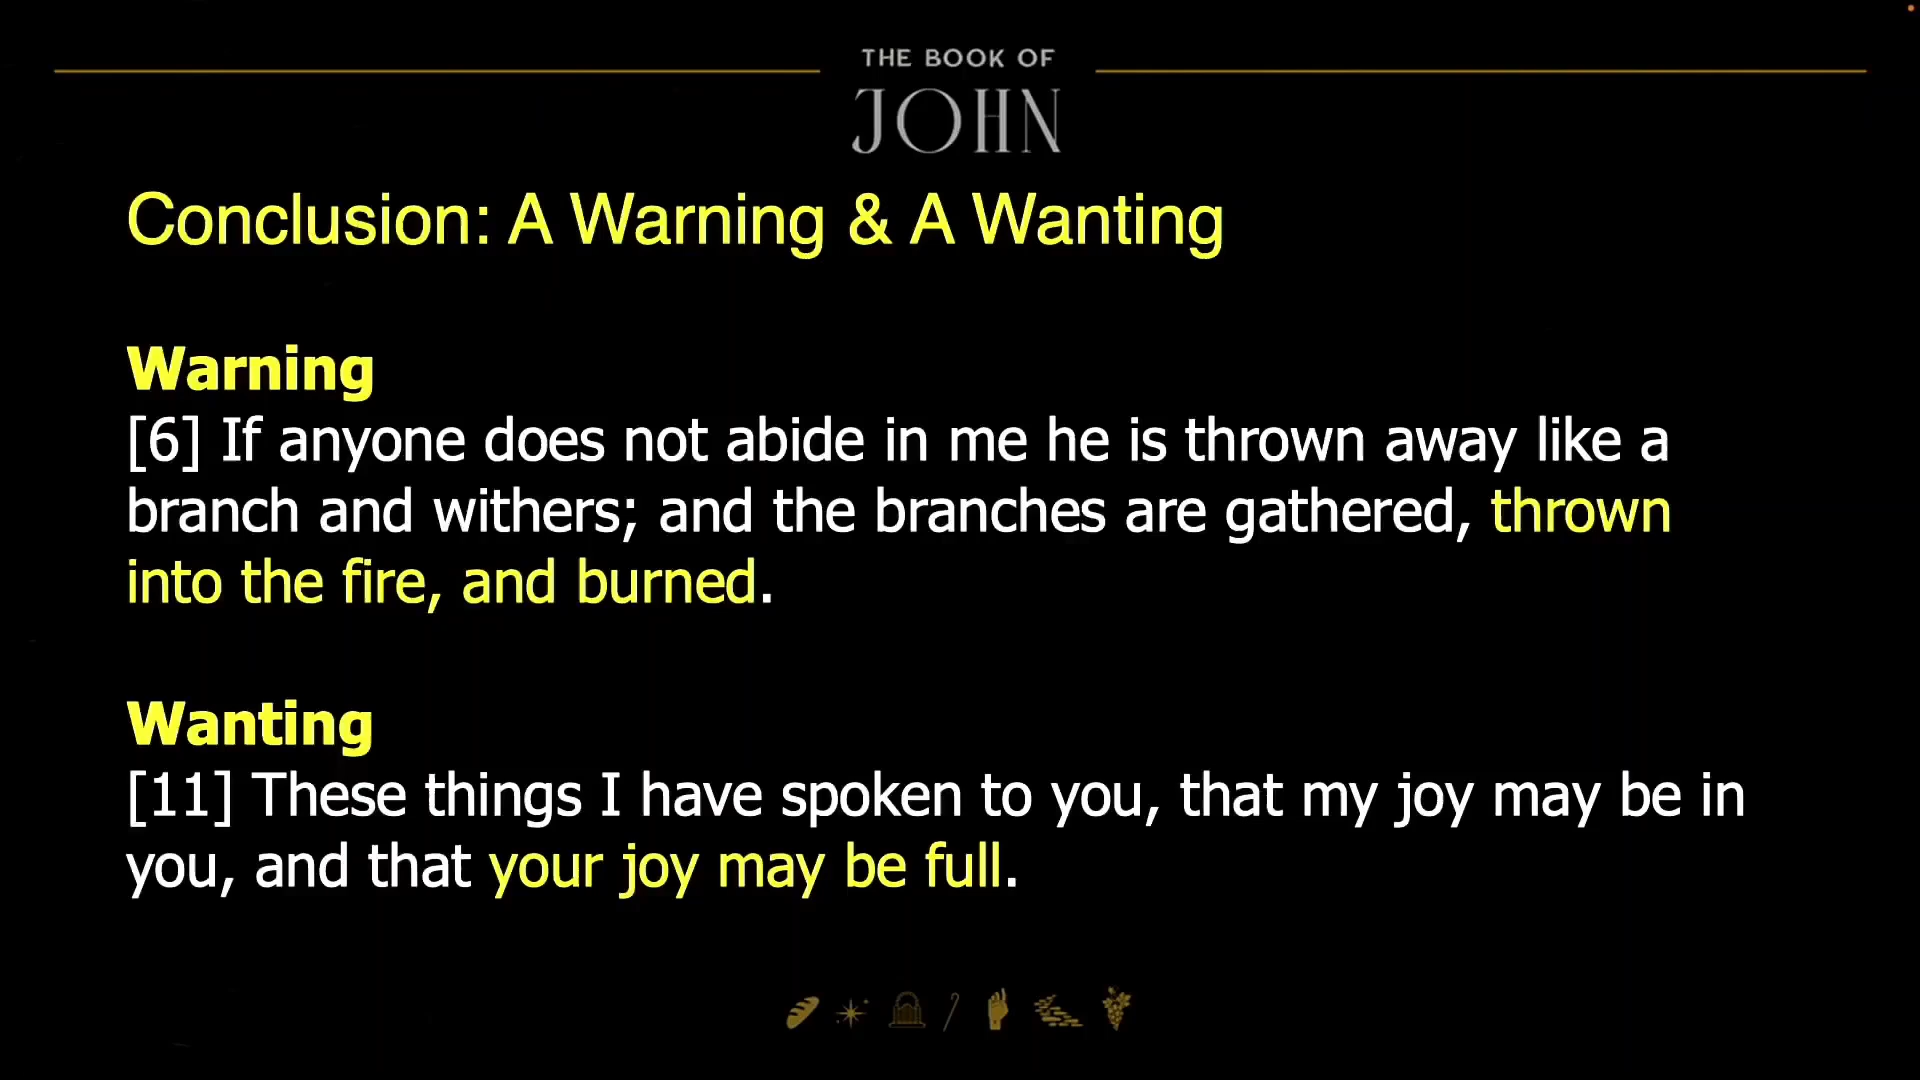 THE BOOK OF
JOHN
Conclusion: A Warning & A Wanting
Warning
[6] If anyone does not abide in me he is thrown away like a
branch and withers; and the branches are gathered, thrown
into the fire, and burned.
Wanting
[11] These things I have spoken to you, that my joy may be in
you, and that your joy may be full.